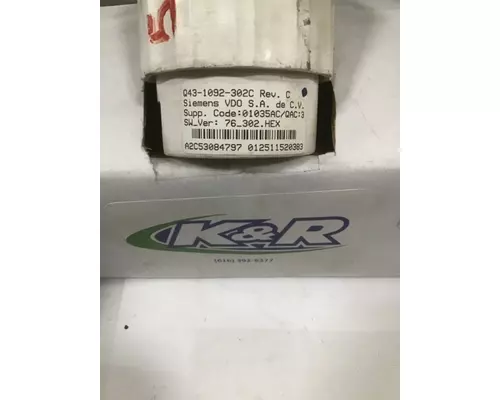 Q43-1092-302C Rev. C
Siemens VDO S.A. de C.V.
Supp. Code:01035AC/QAC:3
SW_Ver: 76_302.HEX
A2C53084797 012511520383
K&R